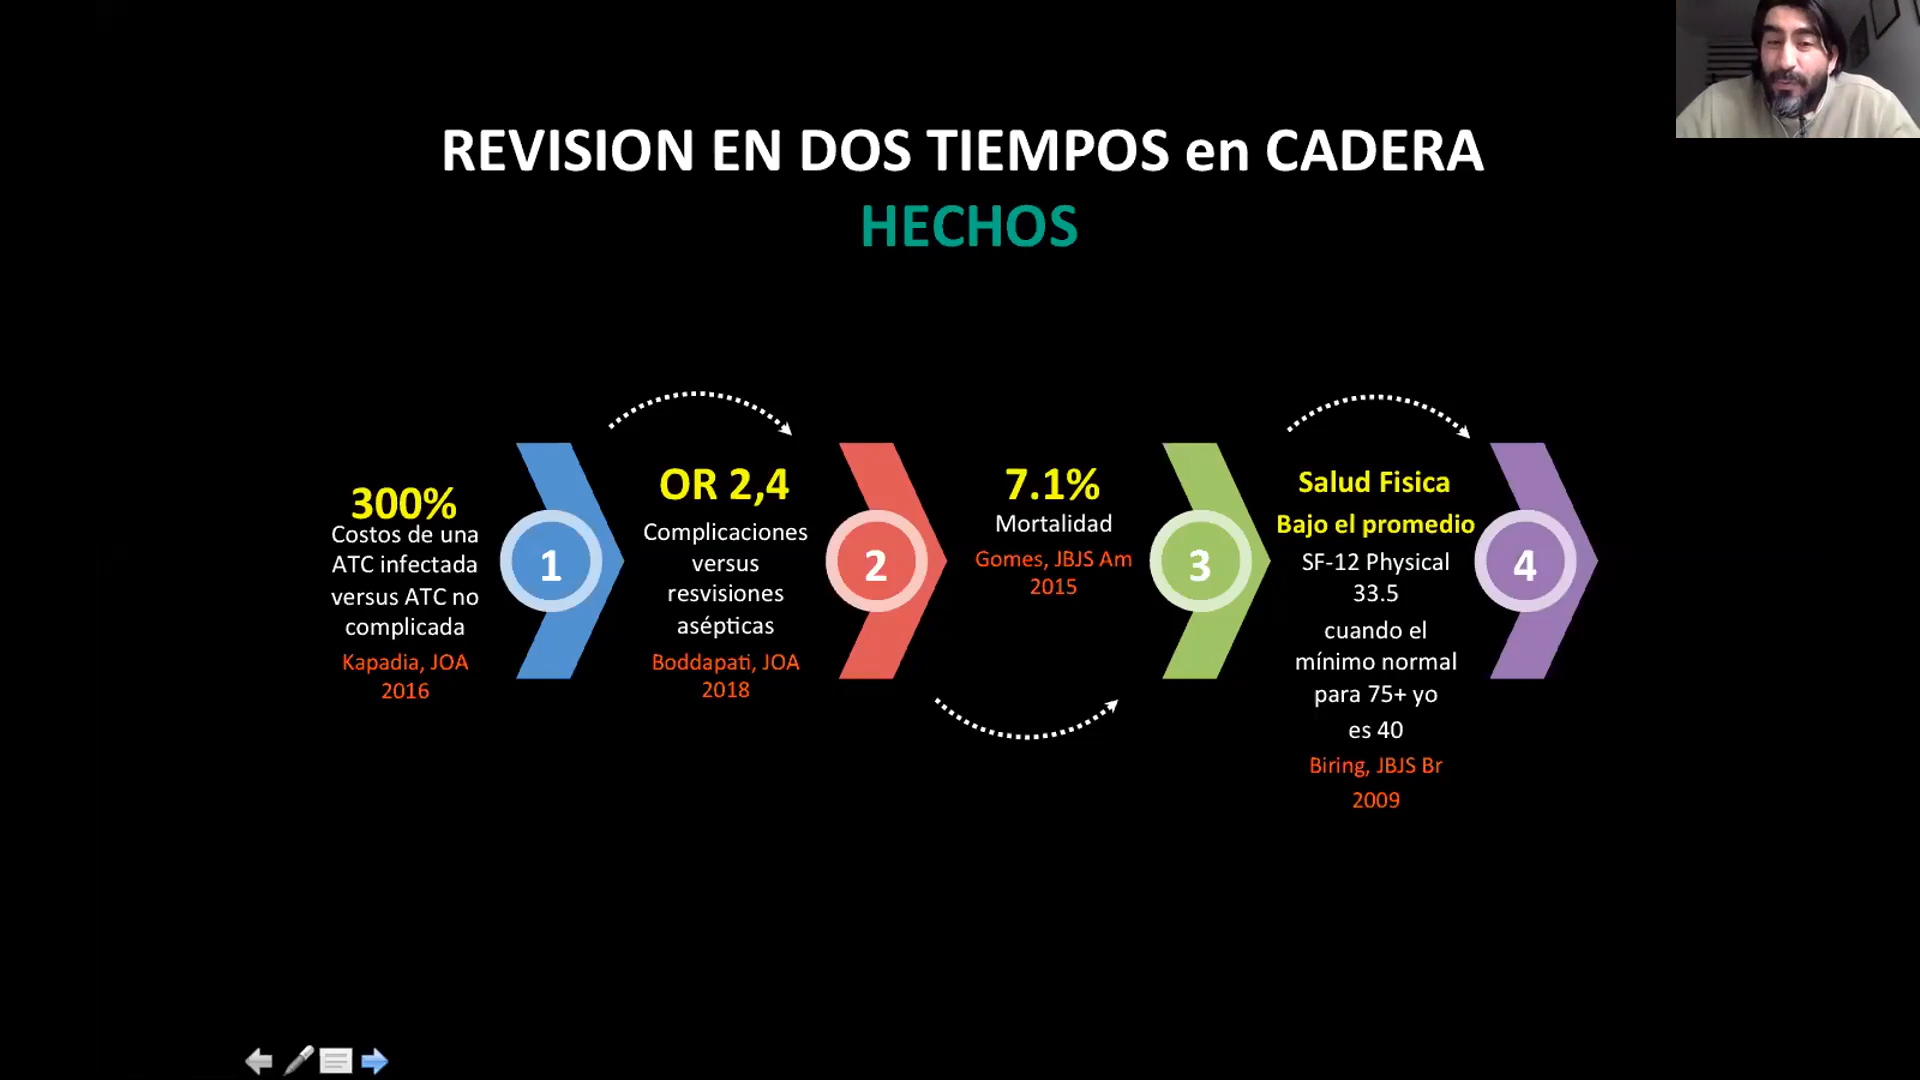 REVISION EN DOS TIEMPOS en CADERA
HECHOS
300%
Costos de una
ATC infectada
versus ATC no
complicada
Kapadia, JOA
2016
1
OR 2,4
Complicaciones
versus
resvisiones
asépticas
Boddapati, JOA
2018
2
7.1%
Mortalidad
Gomes, JBJS Am
2015
3
Salud Fisica
Bajo el promedio
SF-12 Physical
33.5
cuando el
mínimo normal
para 75+ yo
es 40
Biring, JBJS Br
2009
4